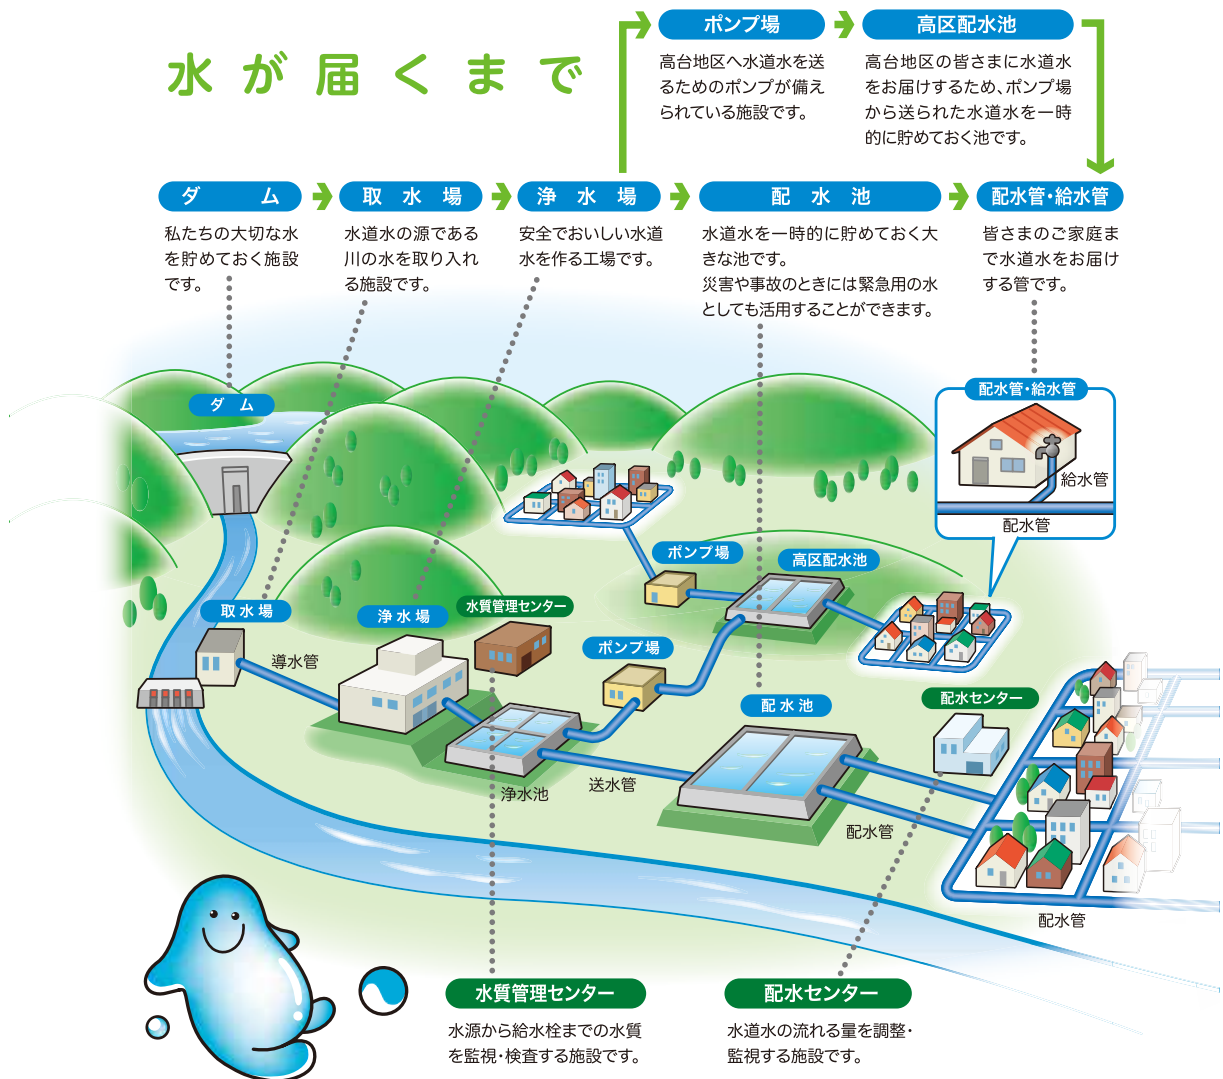 水が届くまで
ポンプ場
高台地区へ水道水を送
るためのポンプが備え
られている施設です。
高区配水池
高台地区の皆さまに水道水
をお届けするため、ポンプ場
から送られた水道水を一時
的に貯めておく池です。
ダム
私たちの大切な水
を貯めておく施設
です。
取水場
水道水の源である
川の水を取り入れ
る施設です。
浄水場
安全でおいしい水道
水を作る工場です。
配水池
水道水を一時的に貯めておく大
きな池です。
災害や事故のときには緊急用の水
としても活用することができます。
配水管・給水管
皆さまのご家庭ま
で水道水をお届け
する管です。
ダム
配水管・給水管
給水管
配水管
ポンプ場
高区配水池
取水場
浄水場
水質管理センター
導水管
ポンプ場
配水池
配水センター
浄水池
送水管
配水管
配水管
水質管理センター
水源から給水栓までの水質
を監視・検査する施設です。
配水センター
水道水の流れる量を調整・
監視する施設です。